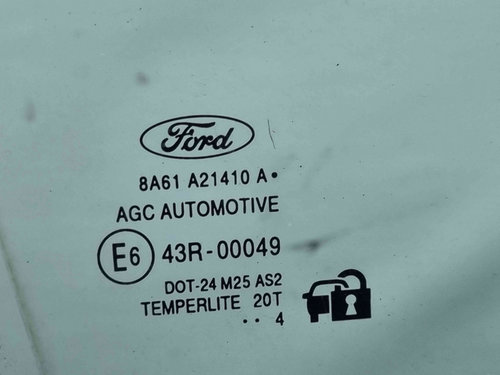 Ford
8A61 A21410 A •
AGC AUTOMOTIVE
E6 43R-00049
DOT-24 M25 AS2
TEMPERLITE 20T
•• 4